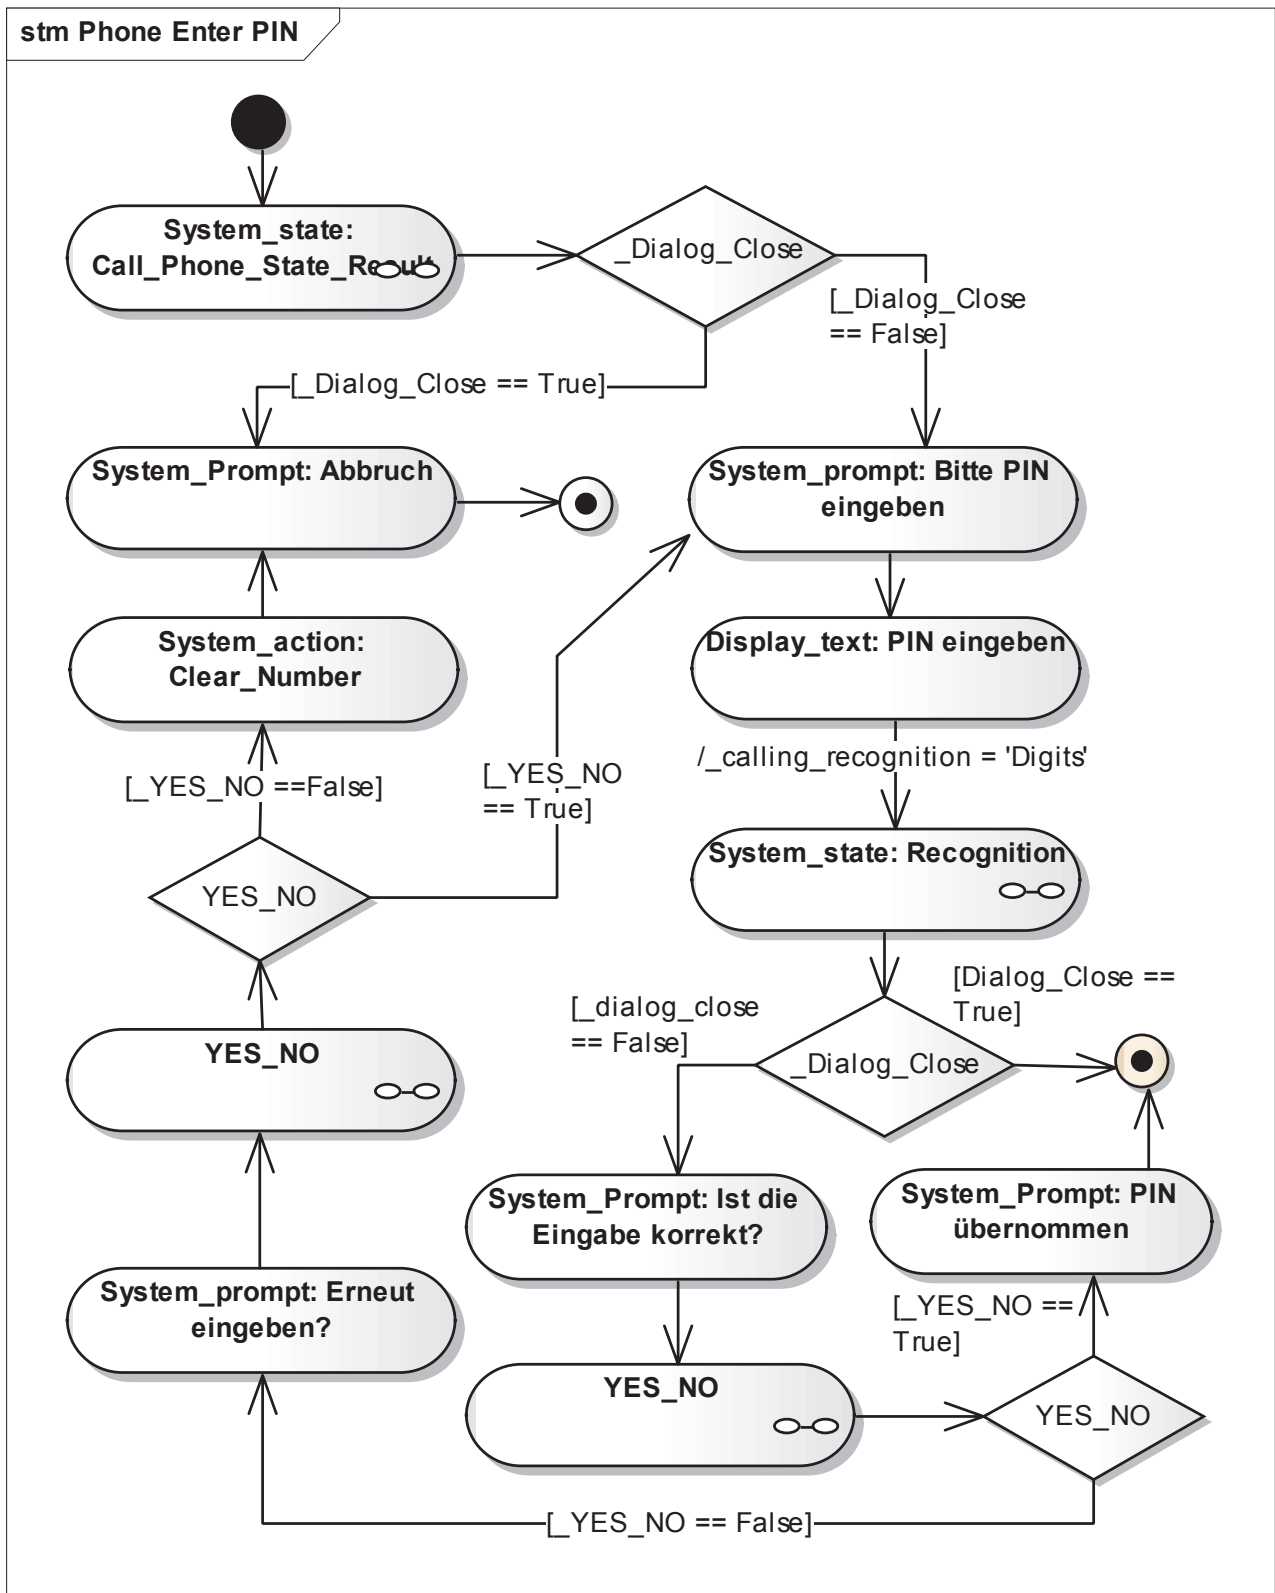 stm Phone Enter PIN
System_state:
Call_Phone_State_Result
_Dialog_Close
[_Dialog_Close
== False]
[_Dialog_Close == True]
System_Prompt: Abbruch
System_prompt: Bitte PIN
eingeben
System_action:
Clear_Number
Display_text: PIN eingeben
[_YES_NO ==False]
[_YES_NO
== True]
/_calling_recognition = 'Digits'
System_state: Recognition
YES_NO
[_dialog_close
== False]
[Dialog_Close ==
True]
_Dialog_Close
YES_NO
System_Prompt: Ist die
Eingabe korrekt?
System_Prompt: PIN
übernommen
System_prompt: Erneut
eingeben?
[_YES_NO ==
True]
YES_NO
YES_NO
[_YES_NO == False]